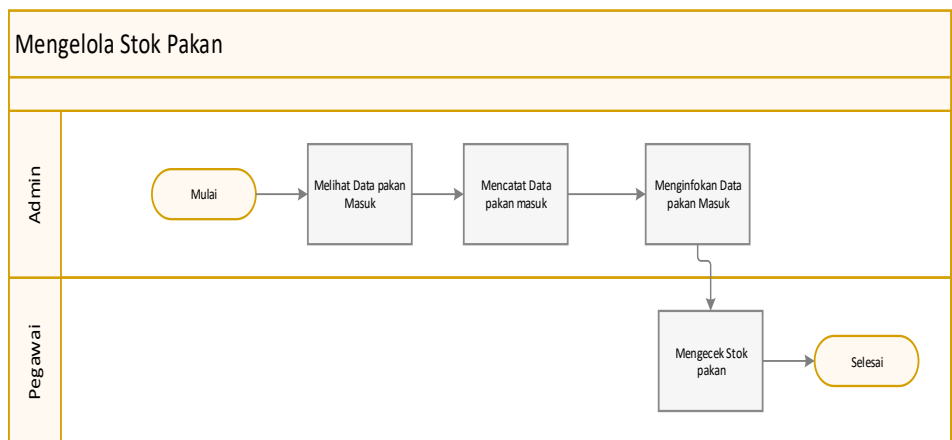 Mengelola Stok Pakan
Admin
Mulai
Melihat Data pakan
Masuk
Mencatat Data
pakan masuk
Menginfokan Data
pakan Masuk
Pegawai
Mengecek Stok
pakan
Selesai